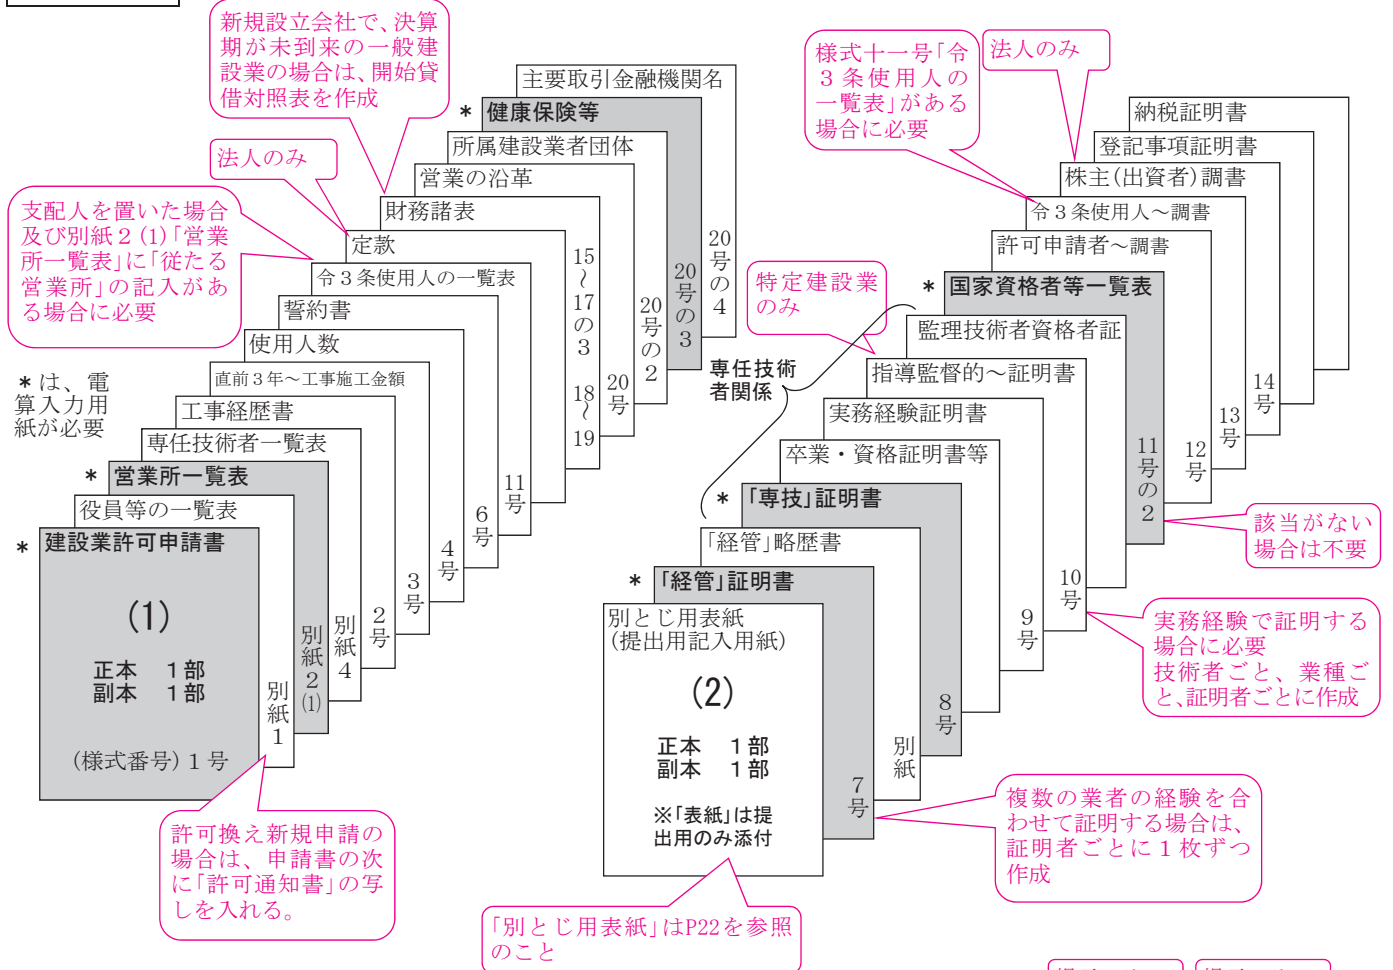 新規設立会社で、決算
期が未到来の一般建
設業の場合は、開始貸
借対照表を作成
法人のみ
支配人を置いた場合
及び別紙２(1)「営業
所一覧表」に「従たる
営業所」の記入があ
る場合に必要
*は、電
算入力用
紙が必要
主要取引金融機関名
20号の4
* 健康保険等
20号の3
所属建設業者団体
20号の2
営業の沿革
20号
財務諸表
15～17の3
18～19
定款
令３条使用人の一覧表
11号
誓約書
6号
使用人数
4号
直前３年～工事施工金額
3号
工事経歴書
2号
専任技術者一覧表
別紙4
* 営業所一覧表
別紙2(1)
役員等の一覧表
別紙1
* 建設業許可申請書
(1)
正本　１部
副本　１部
(様式番号)１号
許可換え新規申請の
場合は、申請書の次
に「許可通知書」の写
しを入れる。
様式十一号「令
３条使用人の
一覧表」がある
場合に必要
法人のみ
特定建設業
のみ
専任技術
者関係
納税証明書
登記事項証明書
株主(出資者)調書
14号
令３条使用人～調書
13号
許可申請者～調書
12号
* 国家資格者等一覧表
11号の2
監理技術者資格者証
指導監督的～証明書
10号
実務経験証明書
9号
卒業・資格証明書等
* 「専技」証明書
8号
「経管」略歴書
別紙
* 「経管」証明書
7号
別とじ用表紙
(提出用記入用紙)
(2)
正本　１部
副本　１部
※「表紙」は提
出用のみ添付
該当がない
場合は不要
実務経験で証明する
場合に必要
技術者ごと、業種ご
と、証明者ごとに作成
複数の業者の経験を合
わせて証明する場合は、
証明者ごとに１枚ずつ
作成
「別とじ用表紙」はP22を参照
のこと